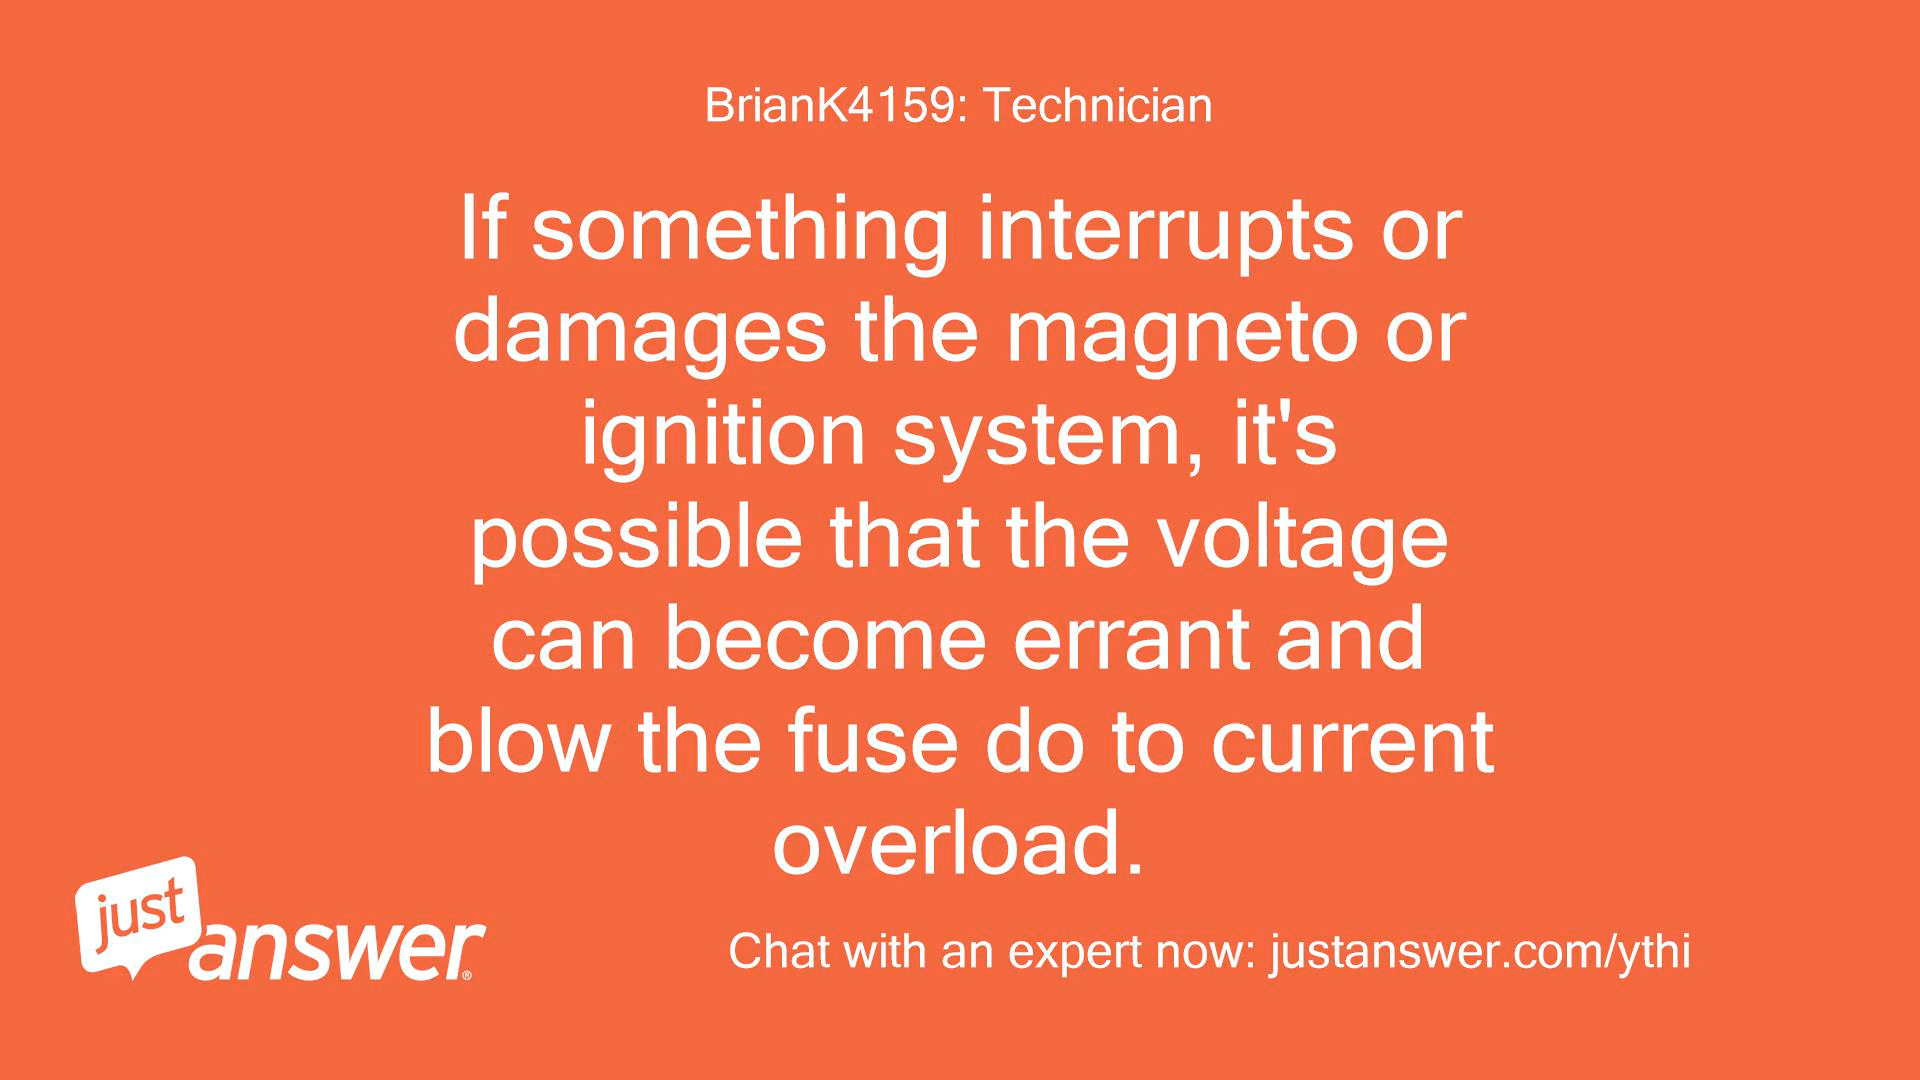 BrianK4159: Technician
If something interrupts or
damages the magneto or
ignition system, it's
possible that the voltage
can become errant and
blow the fuse do to current
overload.
just
answer®
Chat with an expert now: justanswer.com/ythi